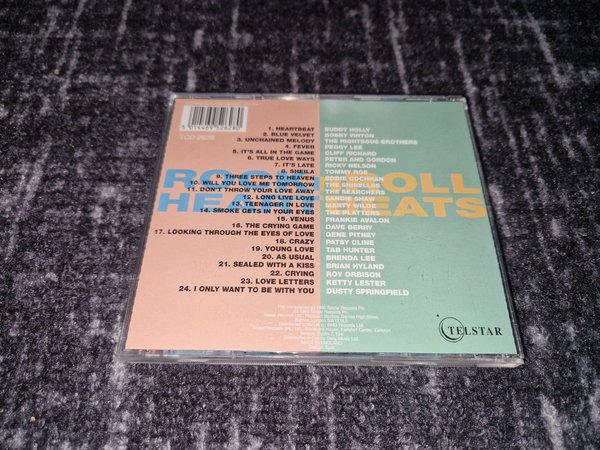 TCD 2628
1. HEARTBEAT BUDDY HOLLY
2. BLUE VELVET BOBBY VINTON
3. UNCHAINED MELODY THE RIGHTEOUS BROTHERS
4. FEVER PEGGY LEE
5. IT'S ALL IN THE GAME CLIFF RICHARD
6. TRUE LOVE WAYS PETER AND GORDON
7. IT'S LATE RICKY NELSON
8. SHEILA TOMMY ROE
9. THREE STEPS TO HEAVEN EDDIE COCHRAN
10. WILL YOU LOVE ME TOMORROW THE SHIRELLES
11. DON'T THROW YOUR LOVE AWAY THE SEARCHERS
12. LONG LIVE LOVE SANDIE SHAW
13. TEENAGER IN LOVE MARTY WILDE
14. SMOKE GETS IN YOUR EYES THE PLATTERS
15. VENUS FRANKIE AVALON
16. THE CRYING GAME DAVE BERRY
17. LOOKING THROUGH THE EYES OF LOVE GENE PITNEY
18. CRAZY PATSY CLINE
19. YOUNG LOVE TAB HUNTER
20. AS USUAL BRENDA LEE
21. SEALED WITH A KISS BRIAN HYLAND
22. CRYING ROY ORBISON
23. LOVE LETTERS KETTY LESTER
24. I ONLY WANT TO BE WITH YOU DUSTY SPRINGFIELD
MADE IN ENGLAND
TELSTAR